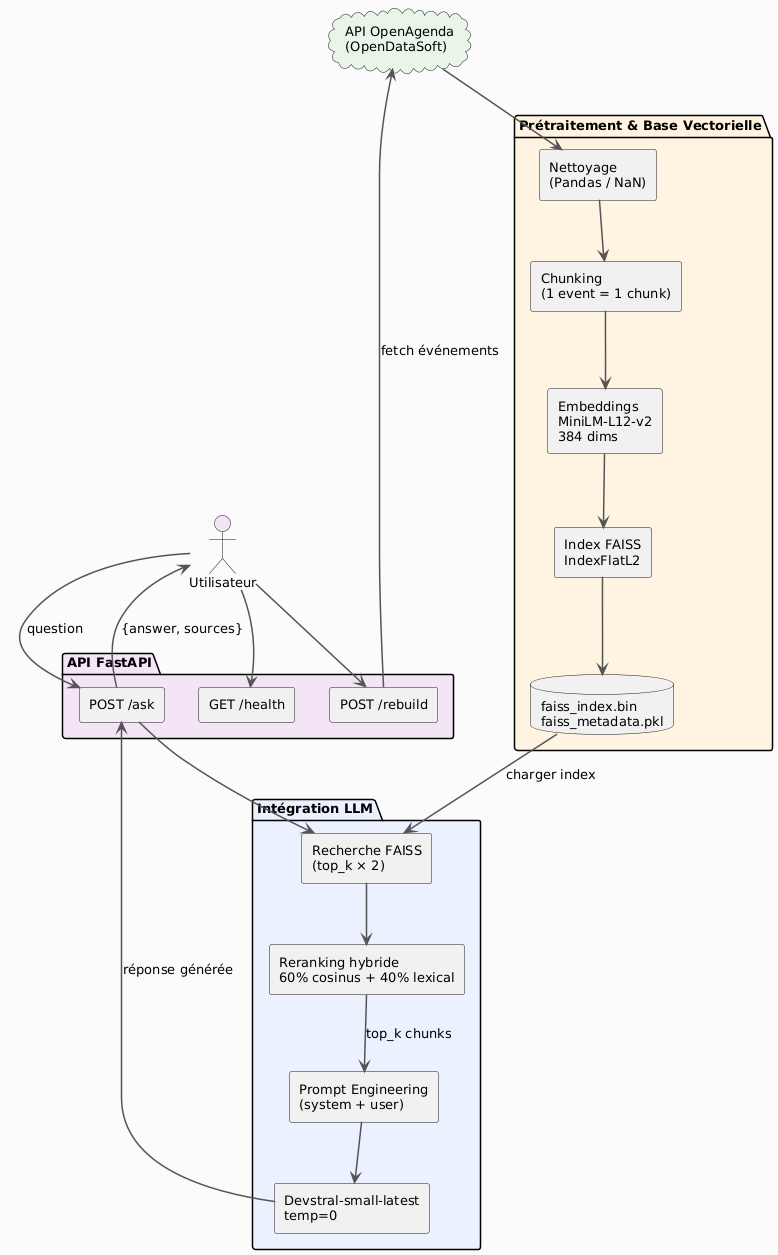 API OpenAgenda
(OpenDataSoft)
Prétraitement & Base Vectorielle
Nettoyage
(Pandas / NaN)
Chunking
(1 event = 1 chunk)
fetch événements
Embeddings
MiniLM-L12-v2
384 dims
Index FAISS
IndexFlatL2
Utilisateur
question
{answer, sources}
API FastAPI
POST /ask
GET /health
POST /rebuild
faiss_index.bin
faiss_metadata.pkl
charger index
Intégration LLM
Recherche FAISS
(top_k × 2)
Reranking hybride
60% cosinus + 40% lexical
réponse générée
top_k chunks
Prompt Engineering
(system + user)
Devstral-small-latest
temp=0